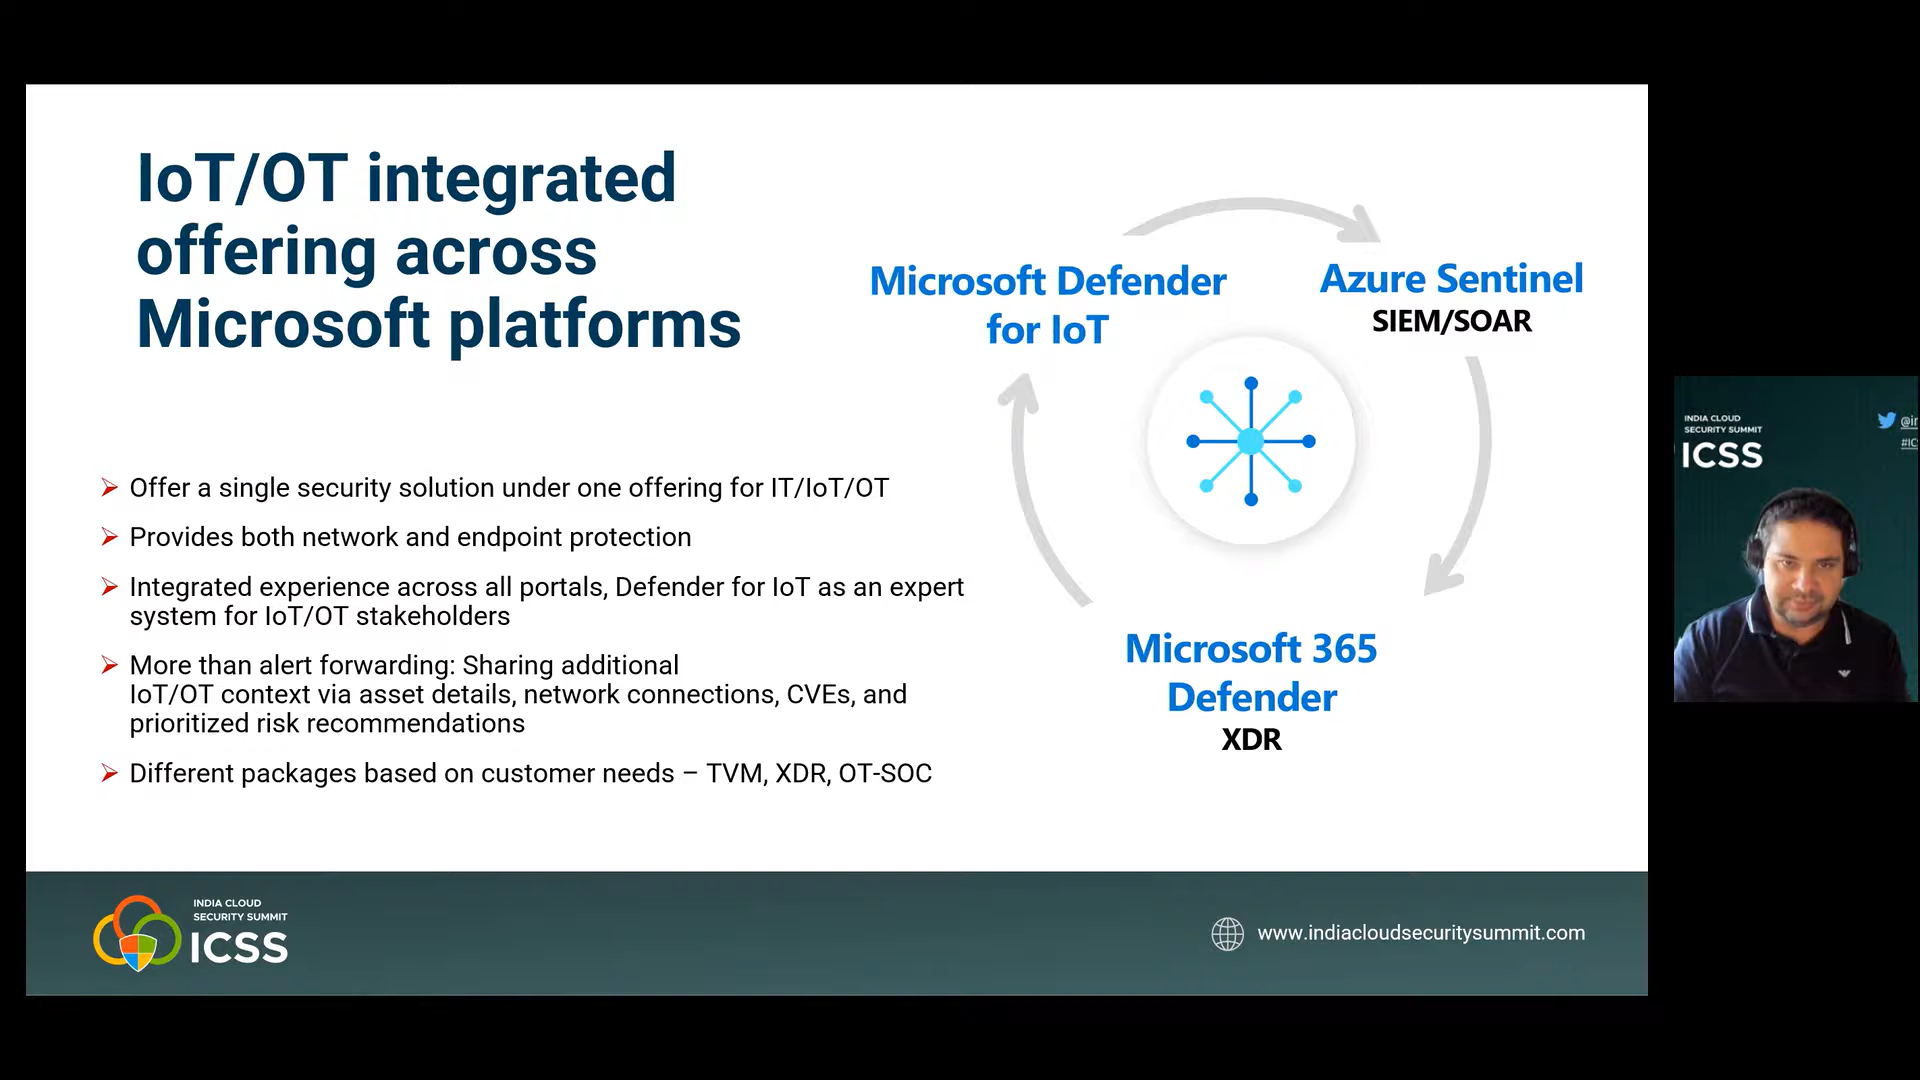 IoT/OT integrated
offering across
Microsoft platforms
Offer a single security solution under one offering for IT/IoT/OT
Provides both network and endpoint protection
Integrated experience across all portals, Defender for IoT as an expert
system for IoT/OT stakeholders
More than alert forwarding: Sharing additional
IoT/OT context via asset details, network connections, CVEs, and
prioritized risk recommendations
Different packages based on customer needs – TVM, XDR, OT-SOC
Microsoft Defender
for IoT
Azure Sentinel
SIEM/SOAR
Microsoft 365
Defender
XDR
INDIA CLOUD
SECURITY SUMMIT
ICSS
www.indiacloudsecuritysummit.com
INDIA CLOUD
SECURITY SUMMIT
ICSS